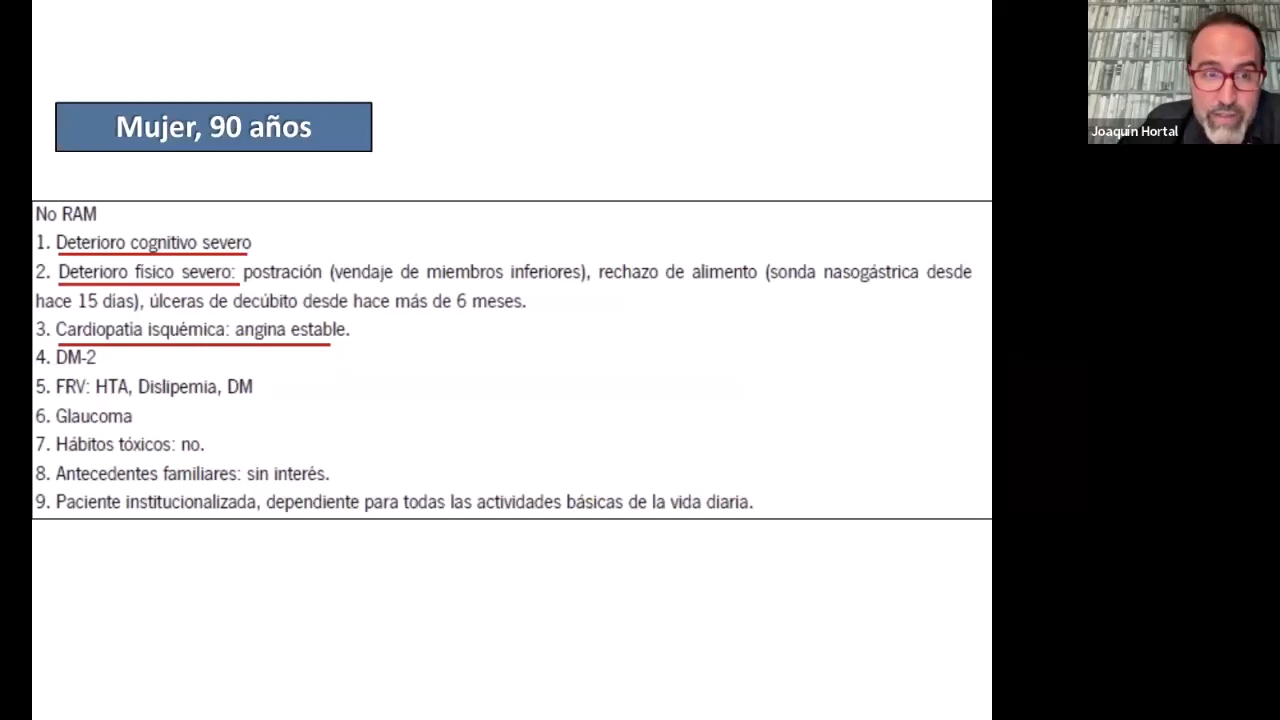 Joaquín Hortal
Mujer, 90 años
No RAM
1. Deterioro cognitivo severo
2. Deterioro físico severo: postración (vendaje de miembros inferiores), rechazo de alimento (sonda nasogástrica desde
hace 15 días), úlceras de decúbito desde hace más de 6 meses.
3. Cardiopatía isquémica: angina estable.
4. DM-2
5. FRV: HTA, Dislipemia, DM
6. Glaucoma
7. Hábitos tóxicos: no.
8. Antecedentes familiares: sin interés.
9. Paciente institucionalizada, dependiente para todas las actividades básicas de la vida diaria.